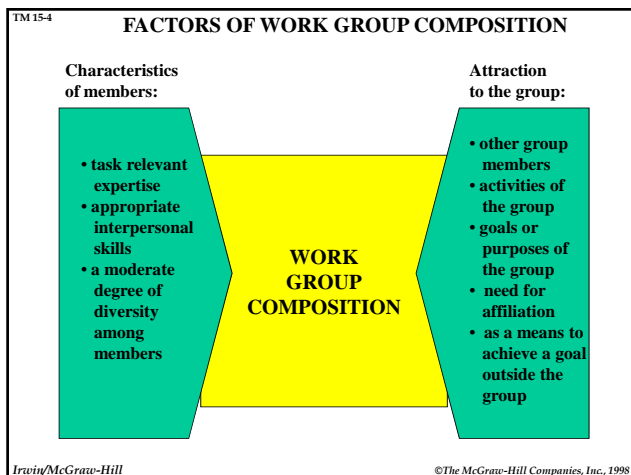 TM 15-4
FACTORS OF WORK GROUP COMPOSITION
Characteristics
of members:
• task relevant
expertise
• appropriate
interpersonal
skills
• a moderate
degree of
diversity
among
members
WORK
GROUP
COMPOSITION
Attraction
to the group:
• other group
members
• activities of
the group
• goals or
purposes of
the group
• need for
affiliation
• as a means to
achieve a goal
outside the
group
Irwin/McGraw-Hill
©The McGraw-Hill Companies, Inc., 1998